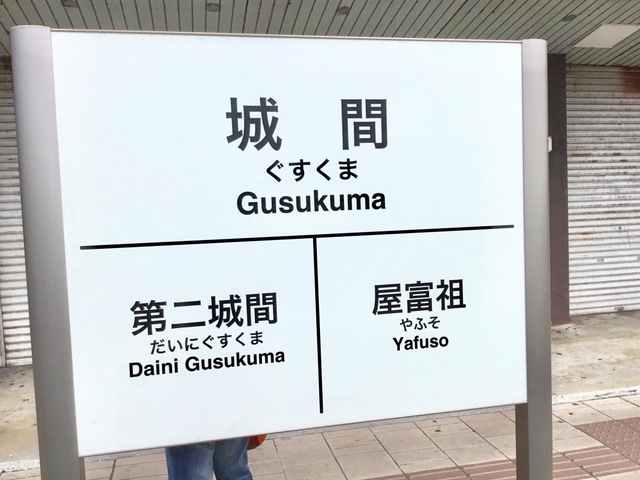 城　間
ぐすくま
Gusukuma
第二城間
だいにぐすくま
Daini Gusukuma
屋富祖
やふそ
Yafuso